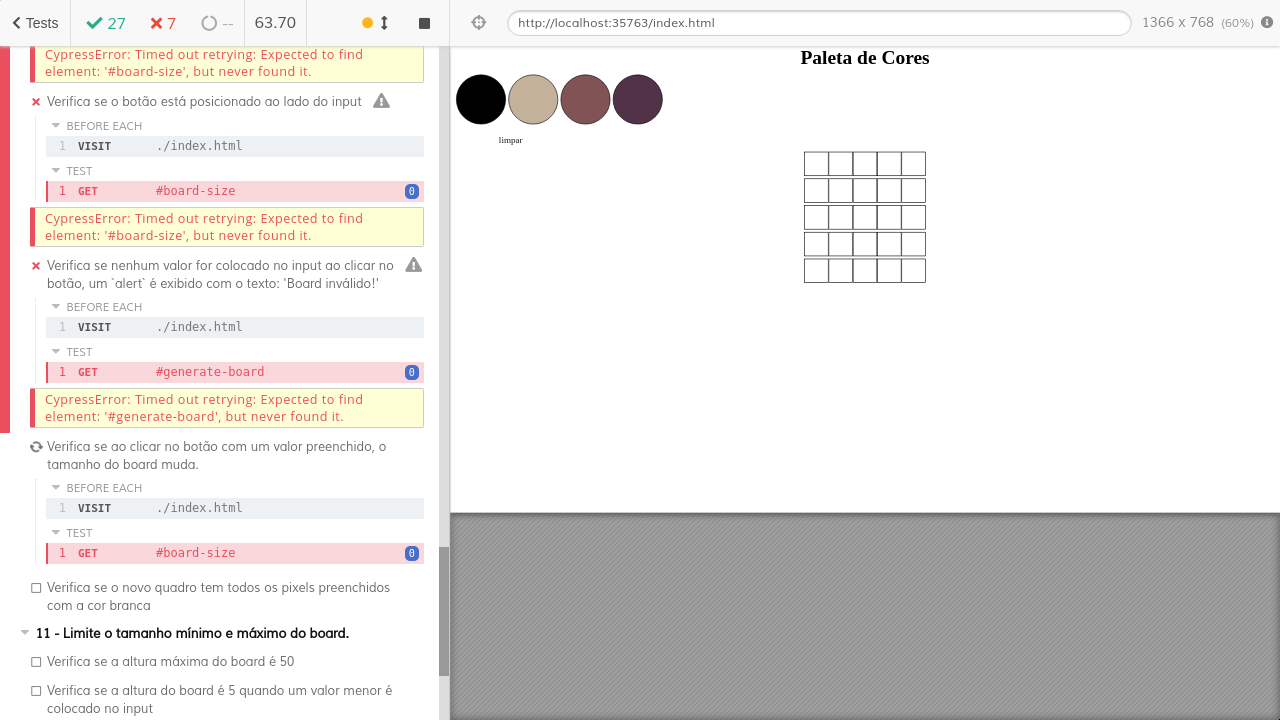 Tests
27
7
--
63.70
http://localhost:35763/index.html
1366 x 768 (60%)
CypressError: Timed out retrying: Expected to find
element: '#board-size', but never found it.
Verifica se o botão está posicionado ao lado do input
BEFORE EACH
1 VISIT ./index.html
TEST
1 GET #board-size 0
CypressError: Timed out retrying: Expected to find
element: '#board-size', but never found it.
Verifica se nenhum valor for colocado no input ao clicar no
botão, um `alert` é exibido com o texto: 'Board inválido!'
BEFORE EACH
1 VISIT ./index.html
TEST
1 GET #generate-board 0
CypressError: Timed out retrying: Expected to find
element: '#generate-board', but never found it.
Verifica se ao clicar no botão com um valor preenchido, o
tamanho do board muda.
BEFORE EACH
1 VISIT ./index.html
TEST
1 GET #board-size 0
Verifica se o novo quadro tem todos os pixels preenchidos
com a cor branca
11 - Limite o tamanho mínimo e máximo do board.
Verifica se a altura máxima do board é 50
Verifica se a altura do board é 5 quando um valor menor é
colocado no input
Paleta de Cores
limpar